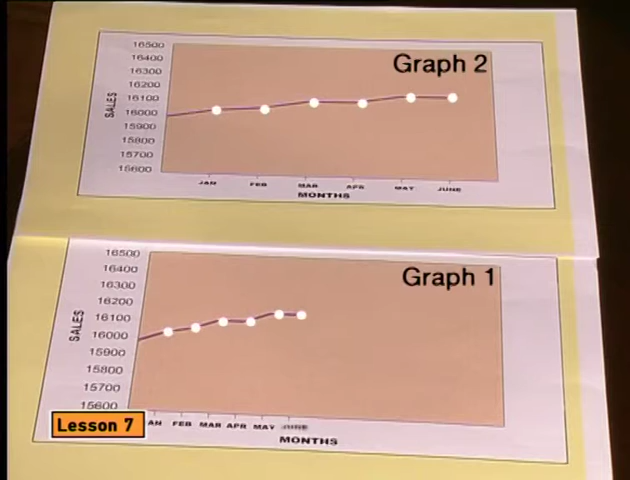 Graph 2
16500
16400
16300
16200
16100
16000
15900
15800
15700
15600
SALES
JAN FEB MAR APR MAY JUNE
MONTHS
Graph 1
16500
16400
16300
16200
16100
16000
15900
15800
15700
15600
SALES
AN FEB MAR APR MAY JUNE
MONTHS
Lesson 7